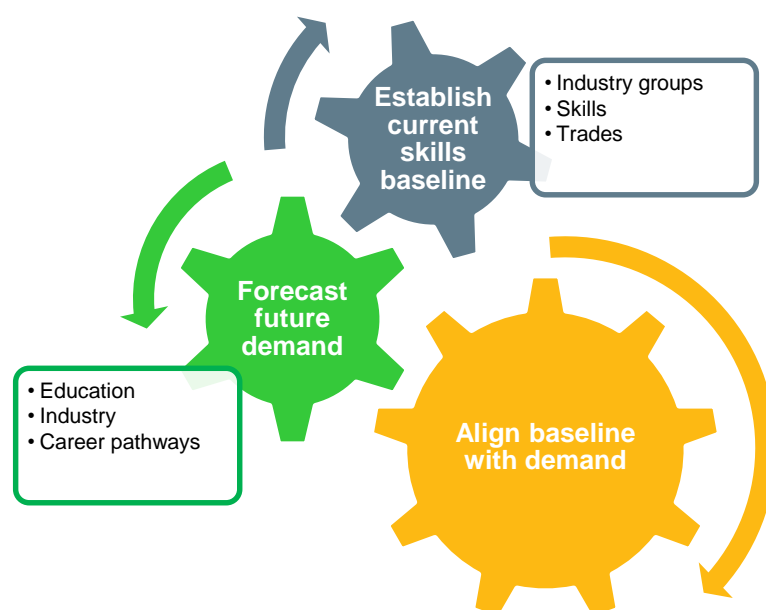 Establish
current
skills
baseline
• Industry groups
• Skills
• Trades
Forecast
future
demand
• Education
• Industry
• Career pathways
Align baseline
with demand